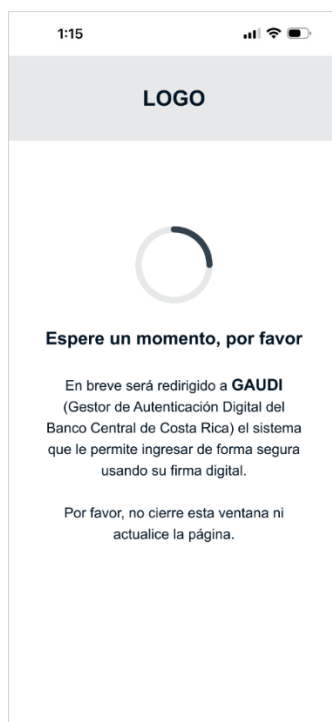 1:15
LOGO
Espere un momento, por favor
En breve será redirigido a GAUDI
(Gestor de Autenticación Digital del
Banco Central de Costa Rica) el sistema
que le permite ingresar de forma segura
usando su firma digital.
Por favor, no cierre esta ventana ni
actualice la página.